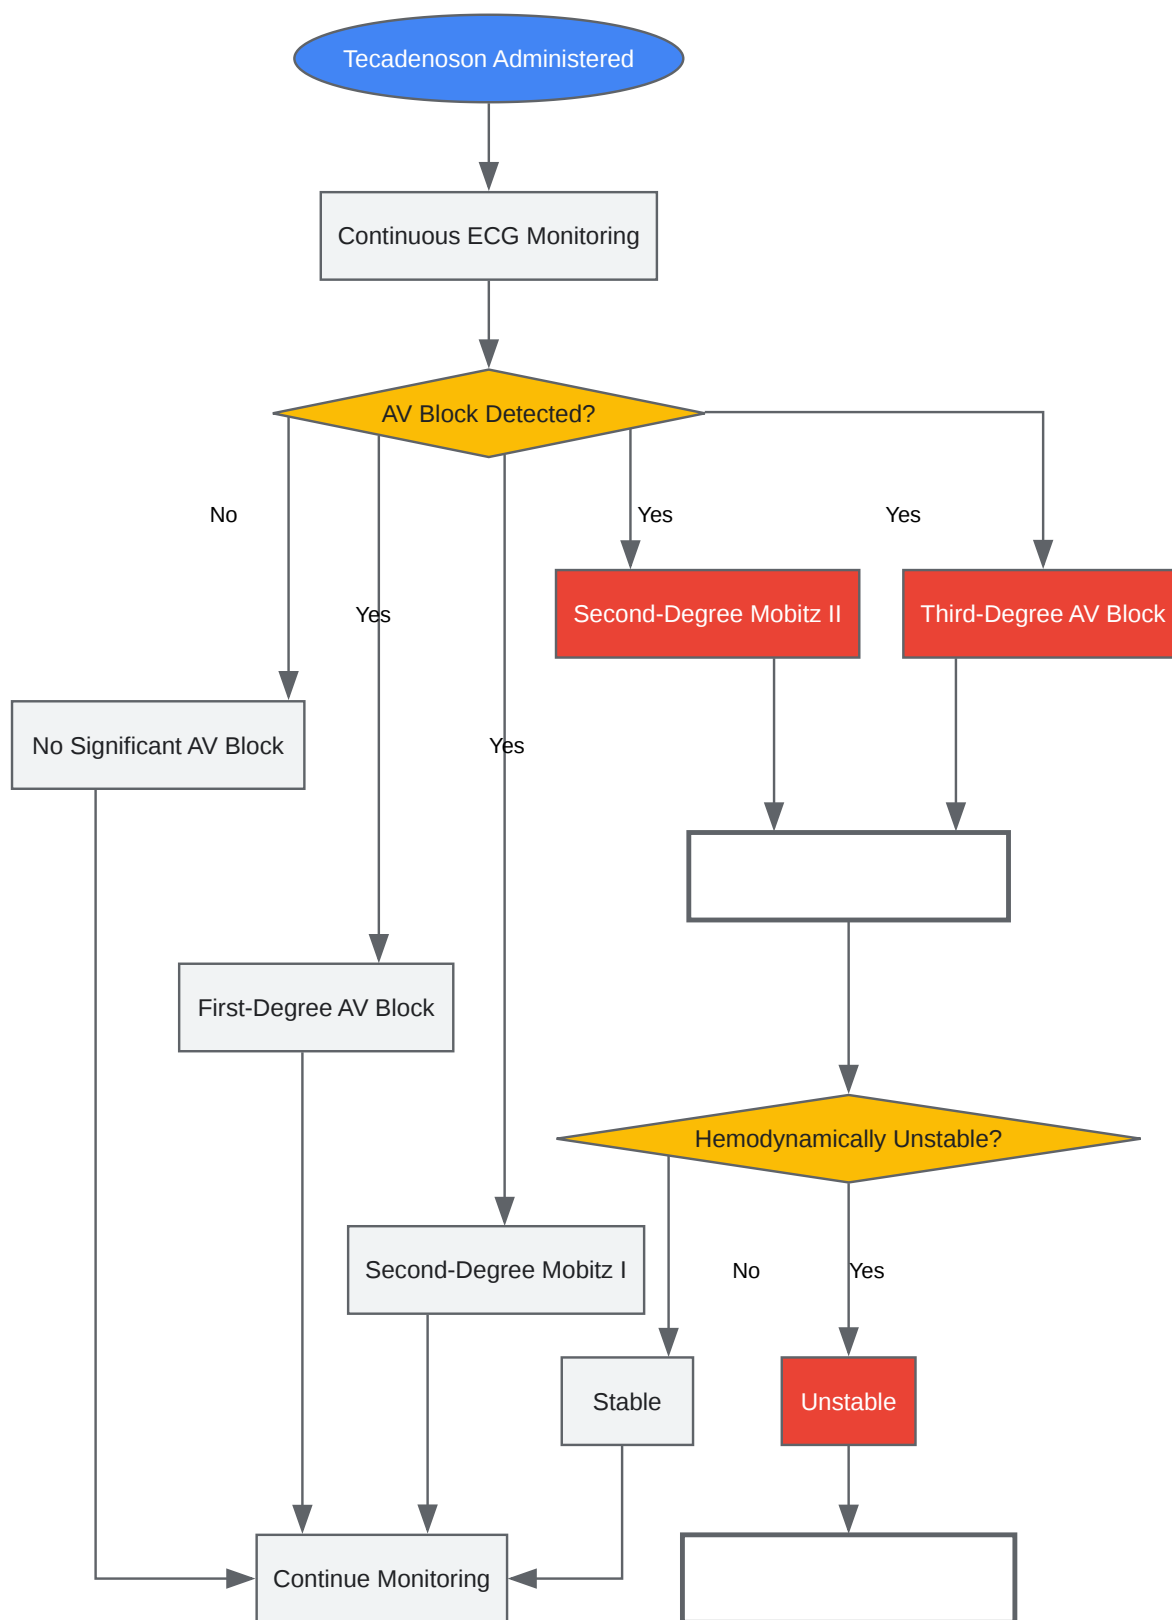 Tecadenoson Administered
Continuous ECG Monitoring
AV Block Detected?
No
Yes
Yes
Second-Degree Mobitz II
Third-Degree AV Block
Yes
No Significant AV Block
Yes
First-Degree AV Block
Hemodynamically Unstable?
Second-Degree Mobitz I
No
Yes
Stable
Unstable
Continue Monitoring